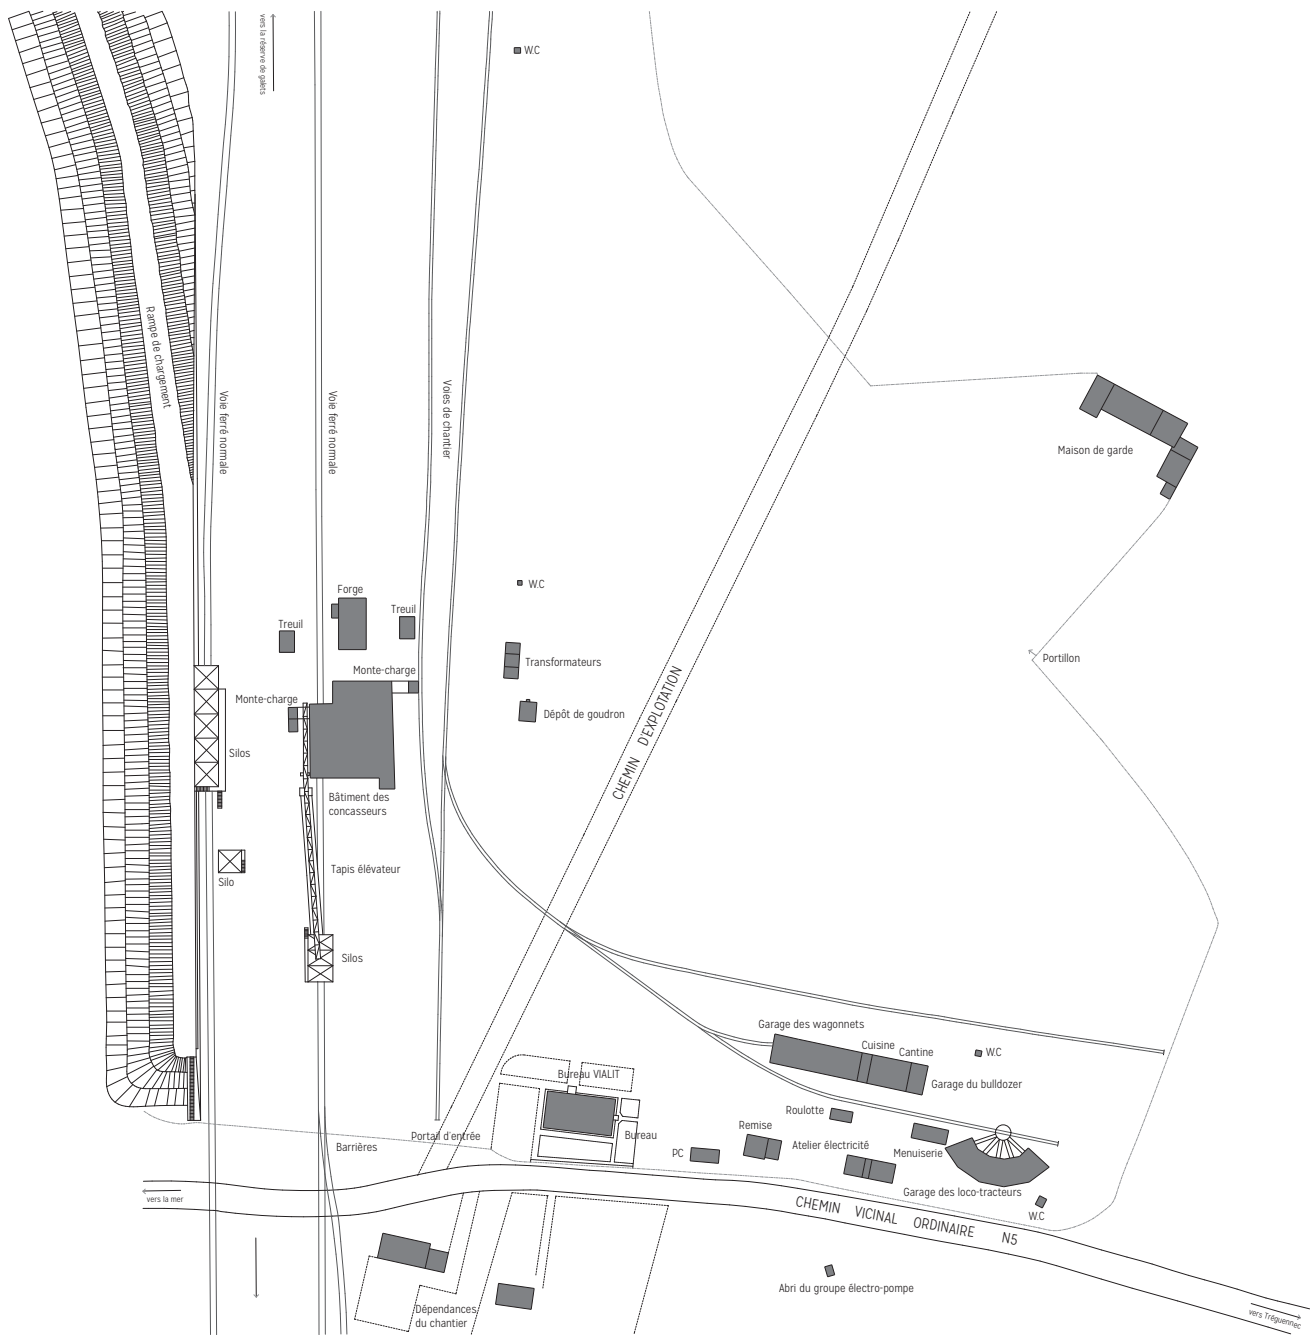 vers la réserve de galets
W.C
Rampe de chargement
Voie ferré normale
Voie ferré normale
Voies de chantier
Maison de garde
W.C
Forge
Treuil
Treuil
Portillon
Transformateurs
Monte-charge
Monte-charge
Dépôt de goudron
CHEMIN D'EXPLOTATION
Silos
Bâtiment des
concasseurs
Tapis élévateur
Silo
Silos
Garage des wagonnets
Cuisine
Cantine
W.C
Garage du bulldozer
Bureau VIALIT
Roulotte
Remise
Portail d'entrée
Bureau
Barrières
Atelier électricité
PC
Menuiserie
Garage des loco-tracteurs
vers la mer
CHEMIN VICINAL ORDINAIRE N5
W.C
Abri du groupe électro-pompe
Dépendances
du chantier
vers Tréguennec